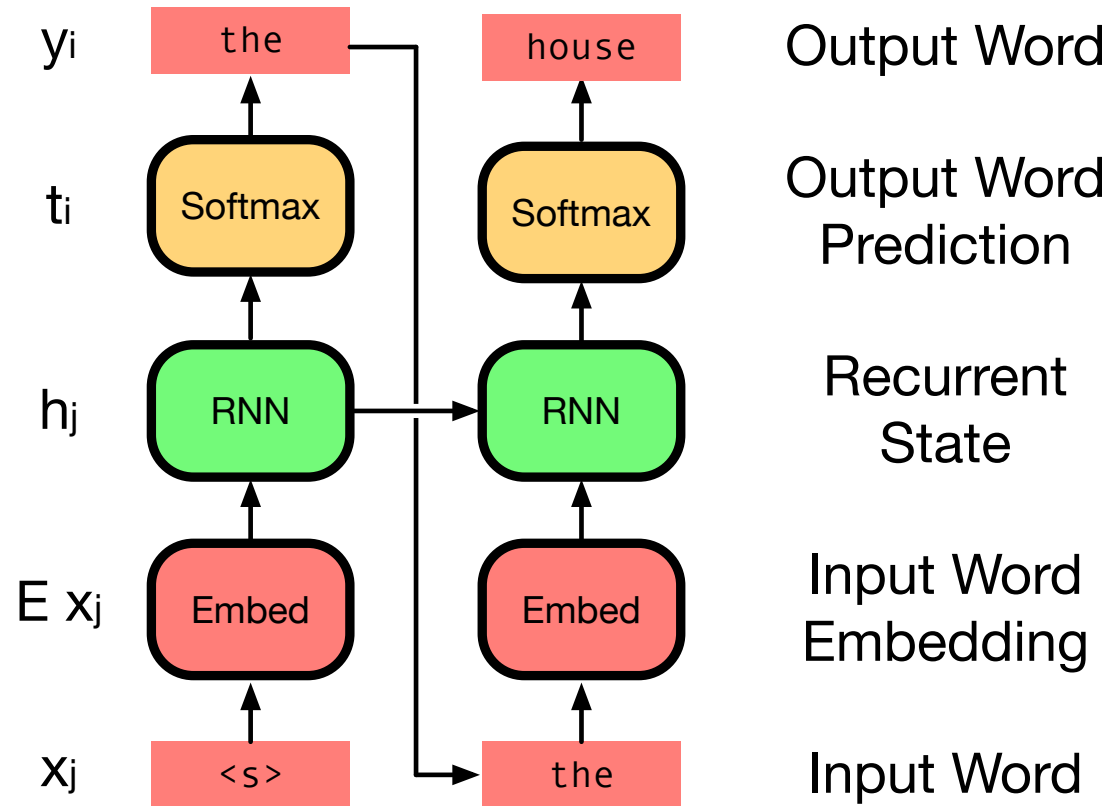 yi the house Output Word
ti Softmax Softmax Output Word
Prediction
hj RNN RNN Recurrent
State
E xj Embed Embed Input Word
Embedding
xj <s> the Input Word